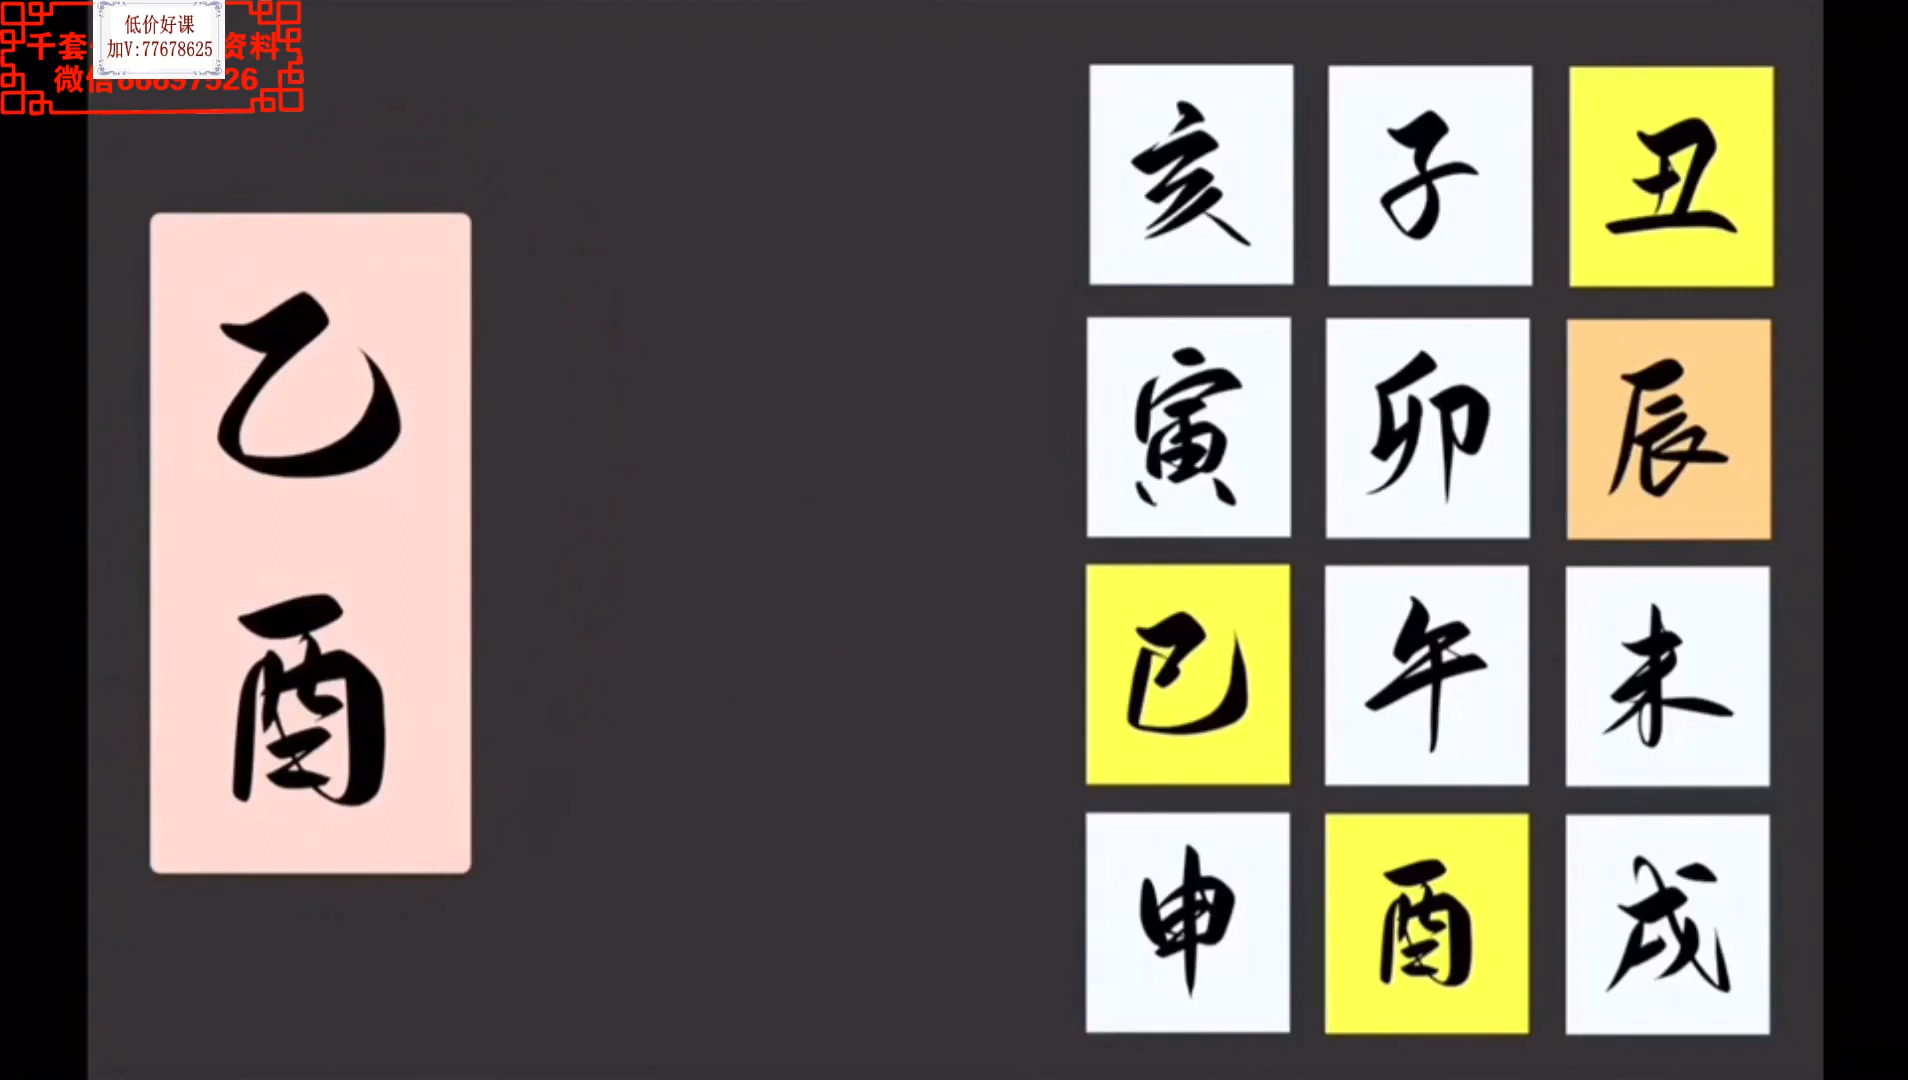 低价好课
加V:77678625
千套 资料
微信
乙
酉
亥 子 丑
寅 卯 辰
巳 午 未
申 酉 戌